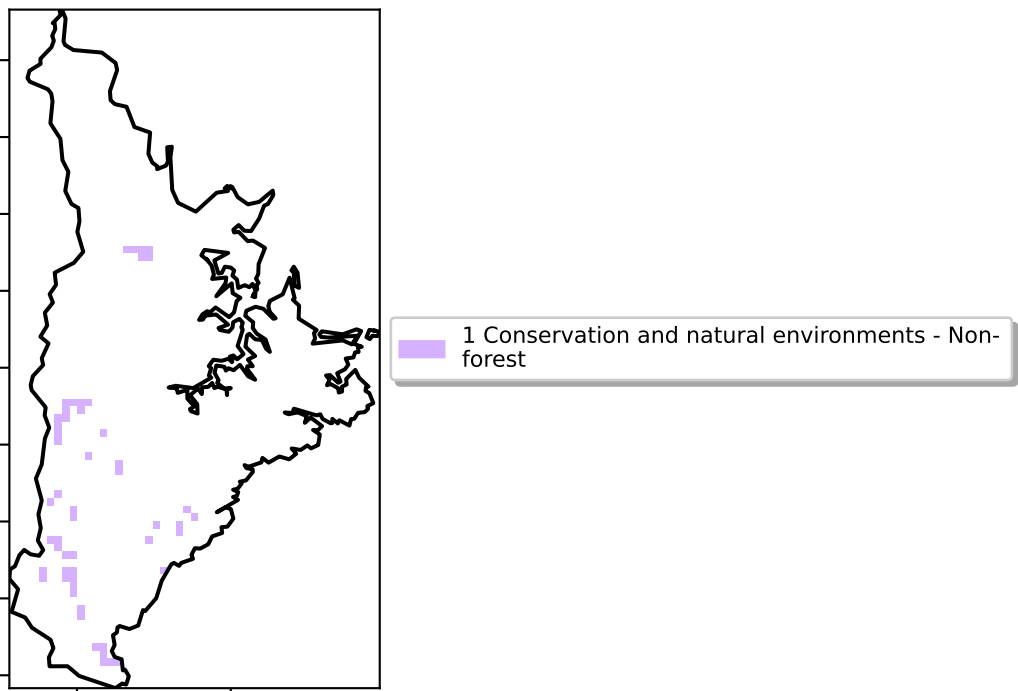 1 Conservation and natural environments - Non-
forest